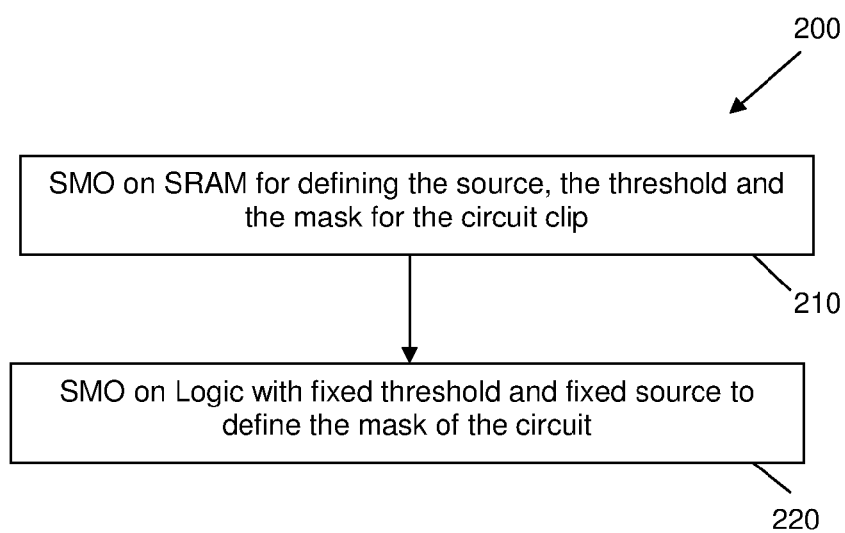 200
SMO on SRAM for defining the source, the threshold and
the mask for the circuit clip
210
SMO on Logic with fixed threshold and fixed source to
define the mask of the circuit
220